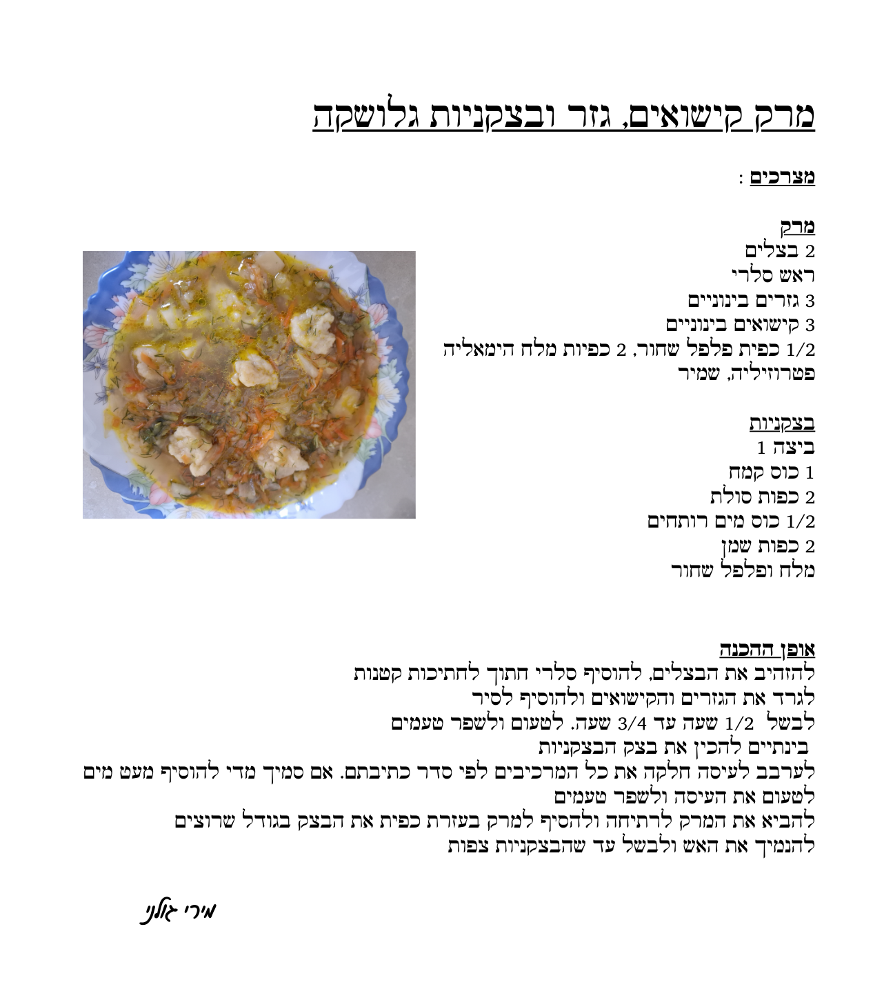 מרק קישואים, גזר ובצקניות גלושקה
מצרכים :
מרק
2 בצלים
ראש סלרי
3 גזרים בינוניים
3 קישואים בינוניים
1/2 כפית פלפל שחור, 2 כפיות מלח הימאליה
פטרוזיליה, שמיר
בצקניות
ביצה 1
1 כוס קמח
2 כפות סולת
1/2 כוס מים רותחים
2 כפות שמן
מלח ופלפל שחור
אופן ההכנה
להזהיב את הבצלים, להוסיף סלרי חתוך לחתיכות קטנות
לגרד את הגזרים והקישואים ולהוסיף לסיר
לבשל 1/2 שעה עד 3/4 שעה. לטעום ולשפר טעמים
בינתיים להכין את בצק הבצקניות
לערבב לעיסה חלקה את כל המרכיבים לפי סדר כתיבתם. אם סמיך מדי להוסיף מעט מים
לטעום את העיסה ולשפר טעמים
להביא את המרק לרתיחה ולהסיף למרק בעזרת כפית את הבצק בגודל שרוצים
להנמיך את האש ולבשל עד שהבצקניות צפות
מירי גולני